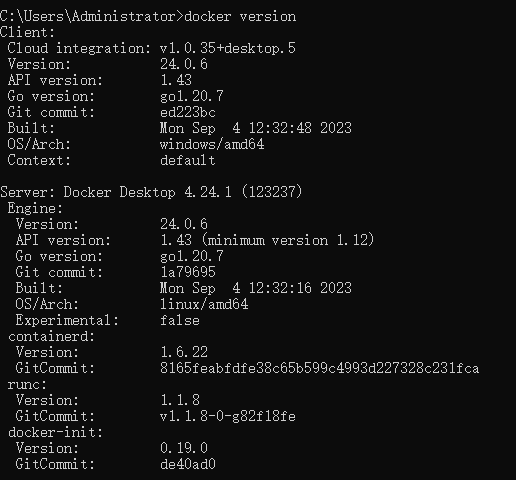 C:\Users\Administrator>docker version
Client:
 Cloud integration: v1.0.35+desktop.5
 Version:           24.0.6
 API version:       1.43
 Go version:        go1.20.7
 Git commit:        ed223bc
 Built:             Mon Sep  4 12:32:48 2023
 OS/Arch:           windows/amd64
 Context:           default

Server: Docker Desktop 4.24.1 (123237)
 Engine:
  Version:          24.0.6
  API version:      1.43 (minimum version 1.12)
  Go version:       go1.20.7
  Git commit:       1a79695
  Built:            Mon Sep  4 12:32:16 2023
  OS/Arch:          linux/amd64
  Experimental:     false
 containerd:
  Version:          1.6.22
  GitCommit:        8165feabfdfe38c65b599c4993d227328c231fca
 runc:
  Version:          1.1.8
  GitCommit:        v1.1.8-0-g82f18fe
 docker-init:
  Version:          0.19.0
  GitCommit:        de40ad0